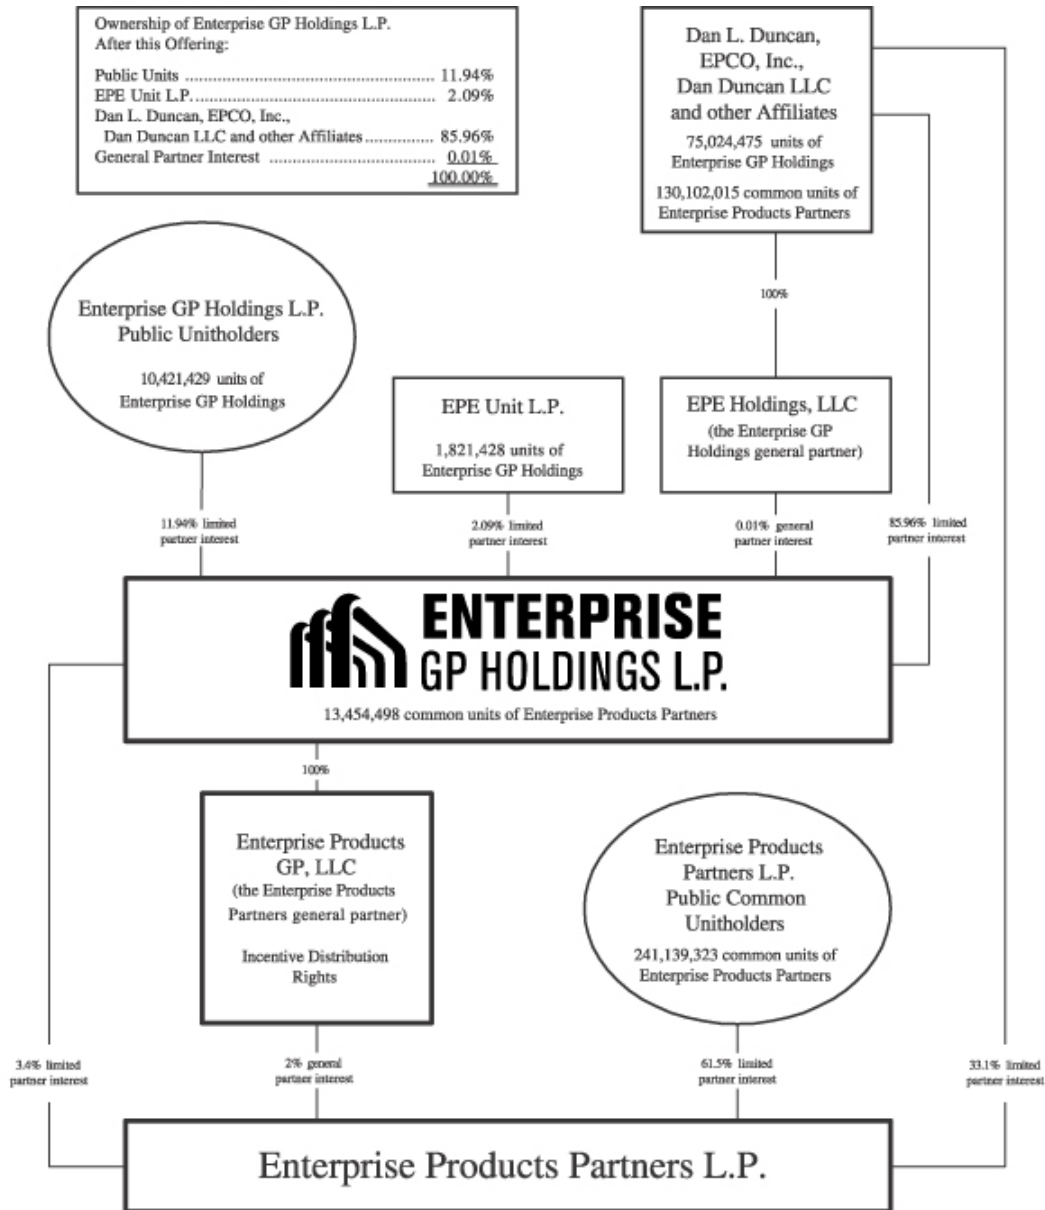 Ownership of Enterprise GP Holdings L.P.
After this Offering:
Public Units ........................................................ 11.94%
EPE Unit L.P. ....................................................... 2.09%
Dan L. Duncan, EPCO, Inc.,
Dan Duncan LLC and other Affiliates ............... 85.96%
General Partner Interest ..................................... 0.01%
100.00%
Dan L. Duncan,
EPCO, Inc.,
Dan Duncan LLC
and other Affiliates
75,024,475 units of
Enterprise GP Holdings
130,102,015 common units of
Enterprise Products Partners
100%
Enterprise GP Holdings L.P.
Public Unitholders
10,421,429 units of
Enterprise GP Holdings
EPE Unit L.P.
1,821,428 units of
Enterprise GP Holdings
EPE Holdings, LLC
(the Enterprise GP
Holdings general partner)
11.94% limited
partner interest
2.09% limited
partner interest
0.01% general
partner interest
85.96% limited
partner interest
ENTERPRISE
GP HOLDINGS L.P.
13,454,498 common units of Enterprise Products Partners
100%
Enterprise Products
GP, LLC
(the Enterprise Products
Partners general partner)
Incentive Distribution
Rights
Enterprise Products
Partners L.P.
Public Common
Unitholders
241,139,323 common units of
Enterprise Products Partners
3.4% limited
partner interest
2% general
partner interest
61.5% limited
partner interest
33.1% limited
partner interest
Enterprise Products Partners L.P.